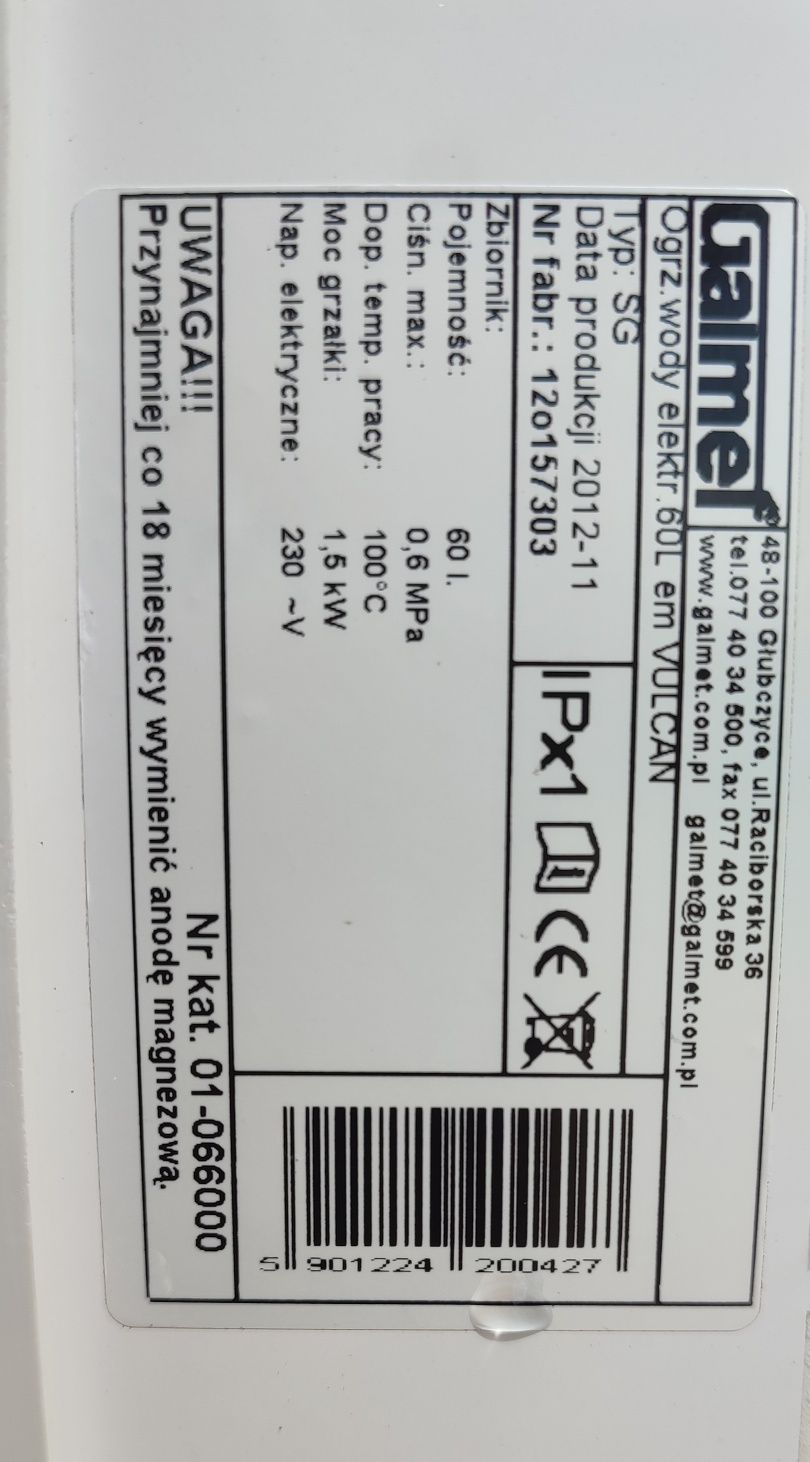 Galmet®
48-100 Głubczyce, ul.Raciborska 36
tel.077 40 34 500, fax 077 40 34 599
www.galmet.com.pl galmet@galmet.com.pl
Ogrz.wody elektr.60L em VULCAN
Typ: SG
Data produkcji 2012-11
Nr fabr.: 12o157303
IPx1 i CE
Zbiornik:
Pojemność: 60 l.
Ciśn. max.: 0,6 MPa
Dop. temp. pracy: 100°C
Moc grzałki: 1,5 kW
Nap. elektryczne: 230 ~V
5 901224 200427
UWAGA!!! Nr kat. 01-066000
Przynajmniej co 18 miesięcy wymienić anodę magnezową.